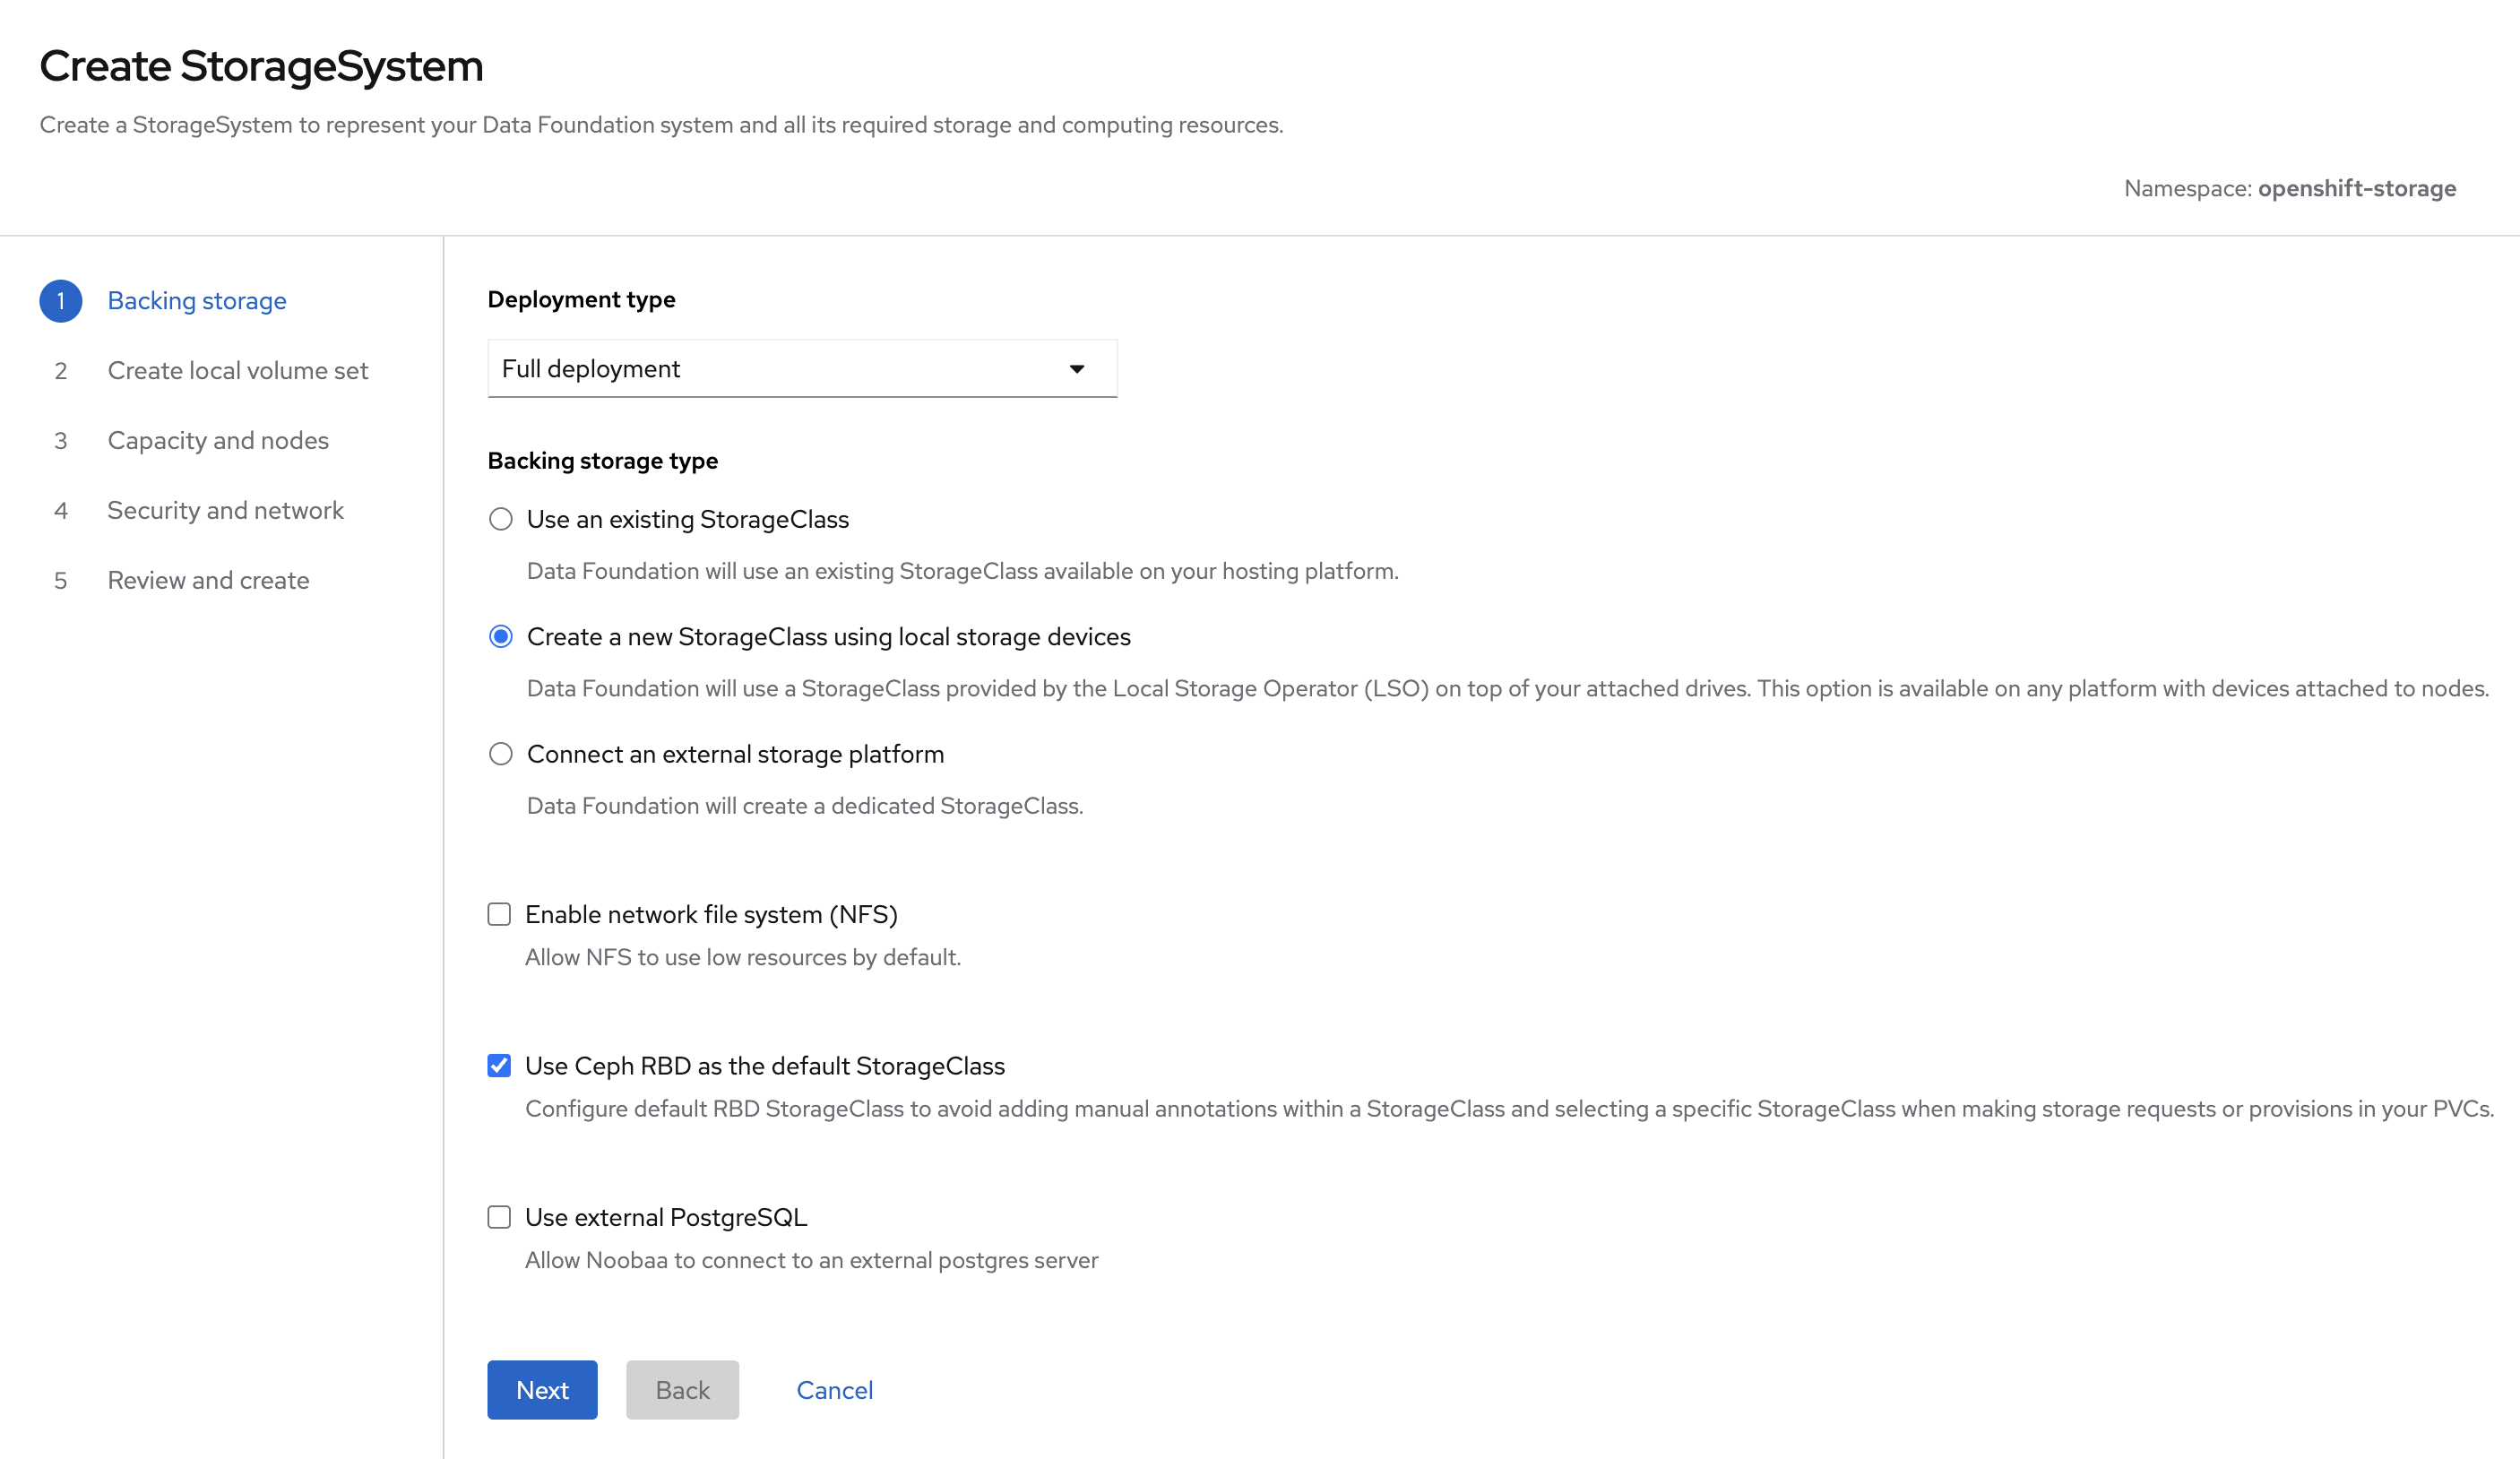 Create StorageSystem
Create a StorageSystem to represent your Data Foundation system and all its required storage and computing resources.
Namespace: openshift-storage
1 Backing storage
2 Create local volume set
3 Capacity and nodes
4 Security and network
5 Review and create
Deployment type
Full deployment
Backing storage type
Use an existing StorageClass
Data Foundation will use an existing StorageClass available on your hosting platform.
Create a new StorageClass using local storage devices
Data Foundation will use a StorageClass provided by the Local Storage Operator (LSO) on top of your attached drives. This option is available on any platform with devices attached to nodes.
Connect an external storage platform
Data Foundation will create a dedicated StorageClass.
Enable network file system (NFS)
Allow NFS to use low resources by default.
Use Ceph RBD as the default StorageClass
Configure default RBD StorageClass to avoid adding manual annotations within a StorageClass and selecting a specific StorageClass when making storage requests or provisions in your PVCs.
Use external PostgreSQL
Allow Noobaa to connect to an external postgres server
Next Back Cancel